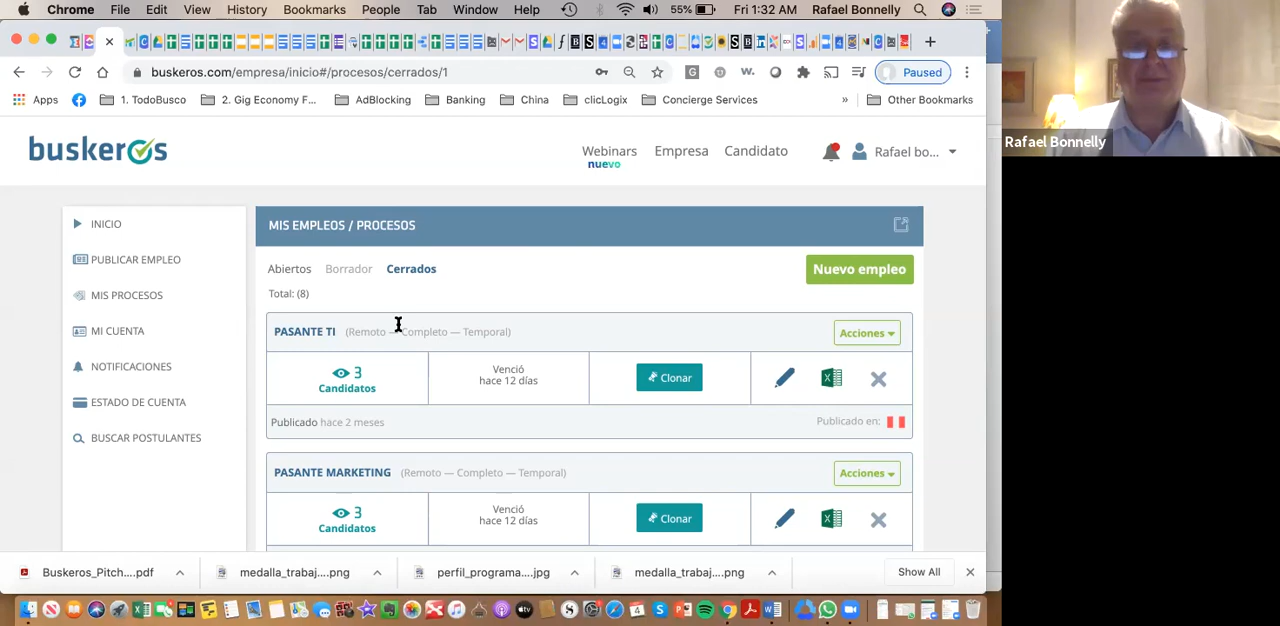 Chrome File Edit View History Bookmarks People Tab Window Help 55% Fri 1:32 AM Rafael Bonnelly
buskeros.com/empresa/inicio#/procesos/cerrados/1 Paused
Apps 1. TodoBusco 2. Gig Economy F... AdBlocking Banking China clicLogix Concierge Services » Other Bookmarks
Rafael Bonnelly
buskeros
Webinars Empresa Candidato Rafael bo...
nuevo
INICIO
PUBLICAR EMPLEO
MIS PROCESOS
MI CUENTA
NOTIFICACIONES
ESTADO DE CUENTA
BUSCAR POSTULANTES
MIS EMPLEOS / PROCESOS
Abiertos Borrador Cerrados Nuevo empleo
Total: (8)
PASANTE TI (Remoto — Completo — Temporal) Acciones
3
Candidatos
Venció
hace 12 días
Clonar
Publicado hace 2 meses Publicado en:
PASANTE MARKETING (Remoto — Completo — Temporal) Acciones
3
Candidatos
Venció
hace 12 días
Clonar
Buskeros_Pitch....pdf medalla_trabaj....png perfil_programa....jpg medalla_trabaj....png Show All